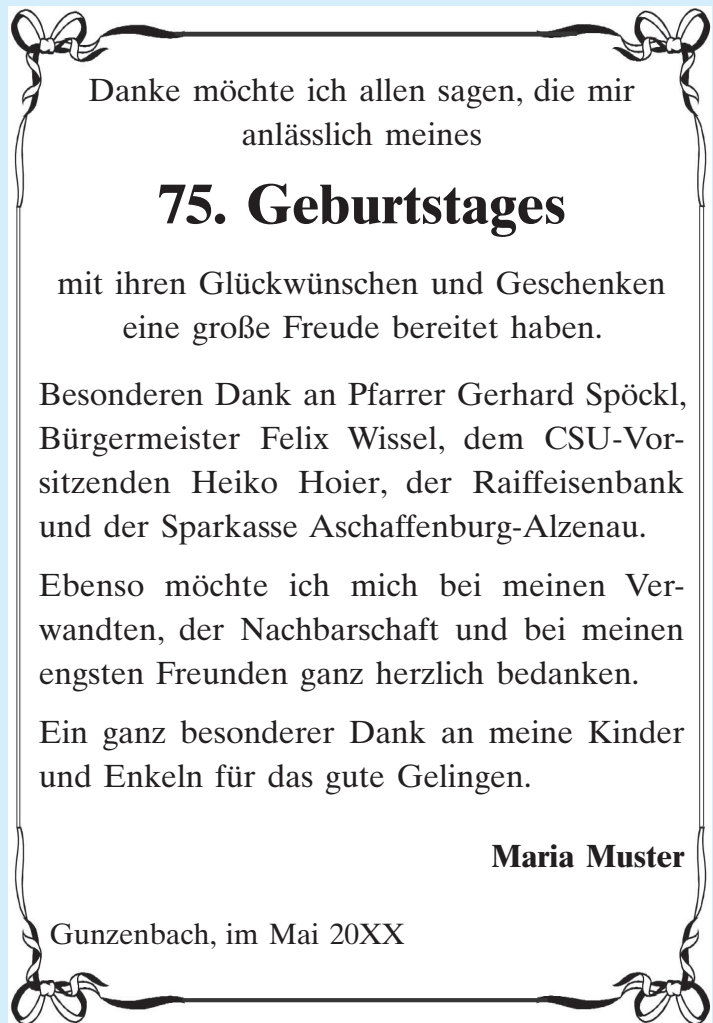 Danke möchte ich allen sagen, die mir
anlässlich meines
75. Geburtstages
mit ihren Glückwünschen und Geschenken
eine große Freude bereitet haben.
Besonderen Dank an Pfarrer Gerhard Spöckl,
Bürgermeister Felix Wissel, dem CSU-Vor-
sitzenden Heiko Hoier, der Raiffeisenbank
und der Sparkasse Aschaffenburg-Alzenau.
Ebenso möchte ich mich bei meinen Ver-
wandten, der Nachbarschaft und bei meinen
engsten Freunden ganz herzlich bedanken.
Ein ganz besonderer Dank an meine Kinder
und Enkeln für das gute Gelingen.
Maria Muster
Gunzenbach, im Mai 20XX